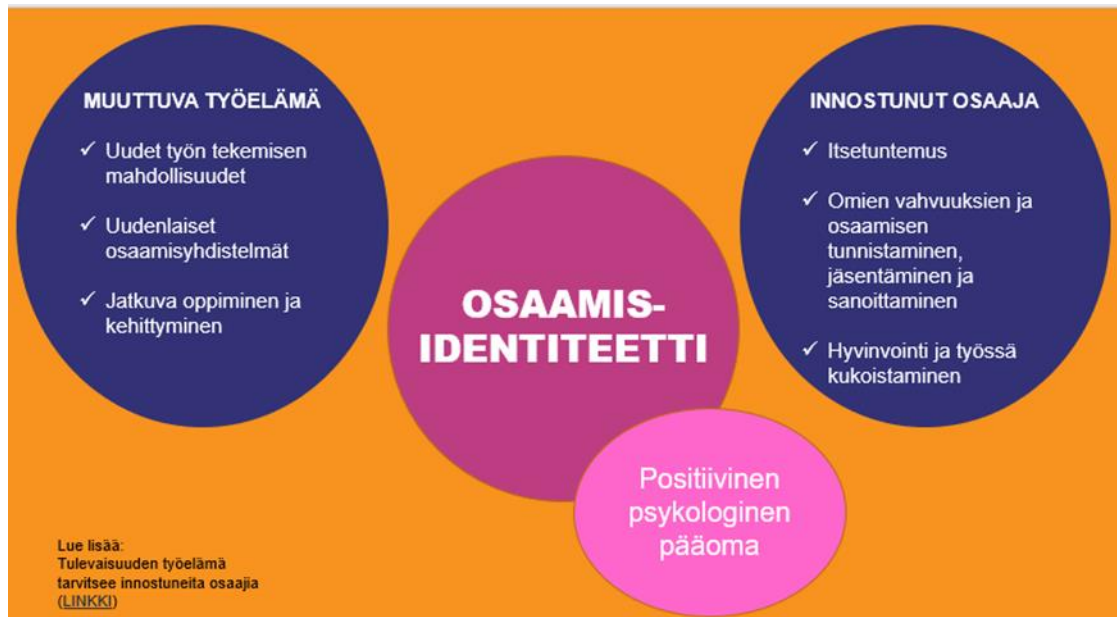 MUUTTUVA TYÖELÄMÄ
✓ Uudet työn tekemisen
mahdollisuudet
✓ Uudenlaiset
osaamisyhdistelmät
✓ Jatkuva oppiminen ja
kehittyminen
OSAAMIS-
IDENTITEETTI
INNOSTUNUT OSAAJA
✓ Itsetuntemus
✓ Omien vahvuuksien ja
osaamisen
tunnistaminen,
jäsentäminen ja
sanoittaminen
✓ Hyvinvointi ja työssä
kukoistaminen
Positiivinen
psykologinen
pääoma
Lue lisää:
Tulevaisuuden työelämä
tarvitsee innostuneita osaajia
(LINKKI)